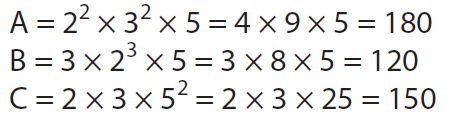 A = 2² × 3² × 5 = 4 × 9 × 5 = 180
B = 3 × 2³ × 5 = 3 × 8 × 5 = 120
C = 2 × 3 × 5² = 2 × 3 × 25 = 150